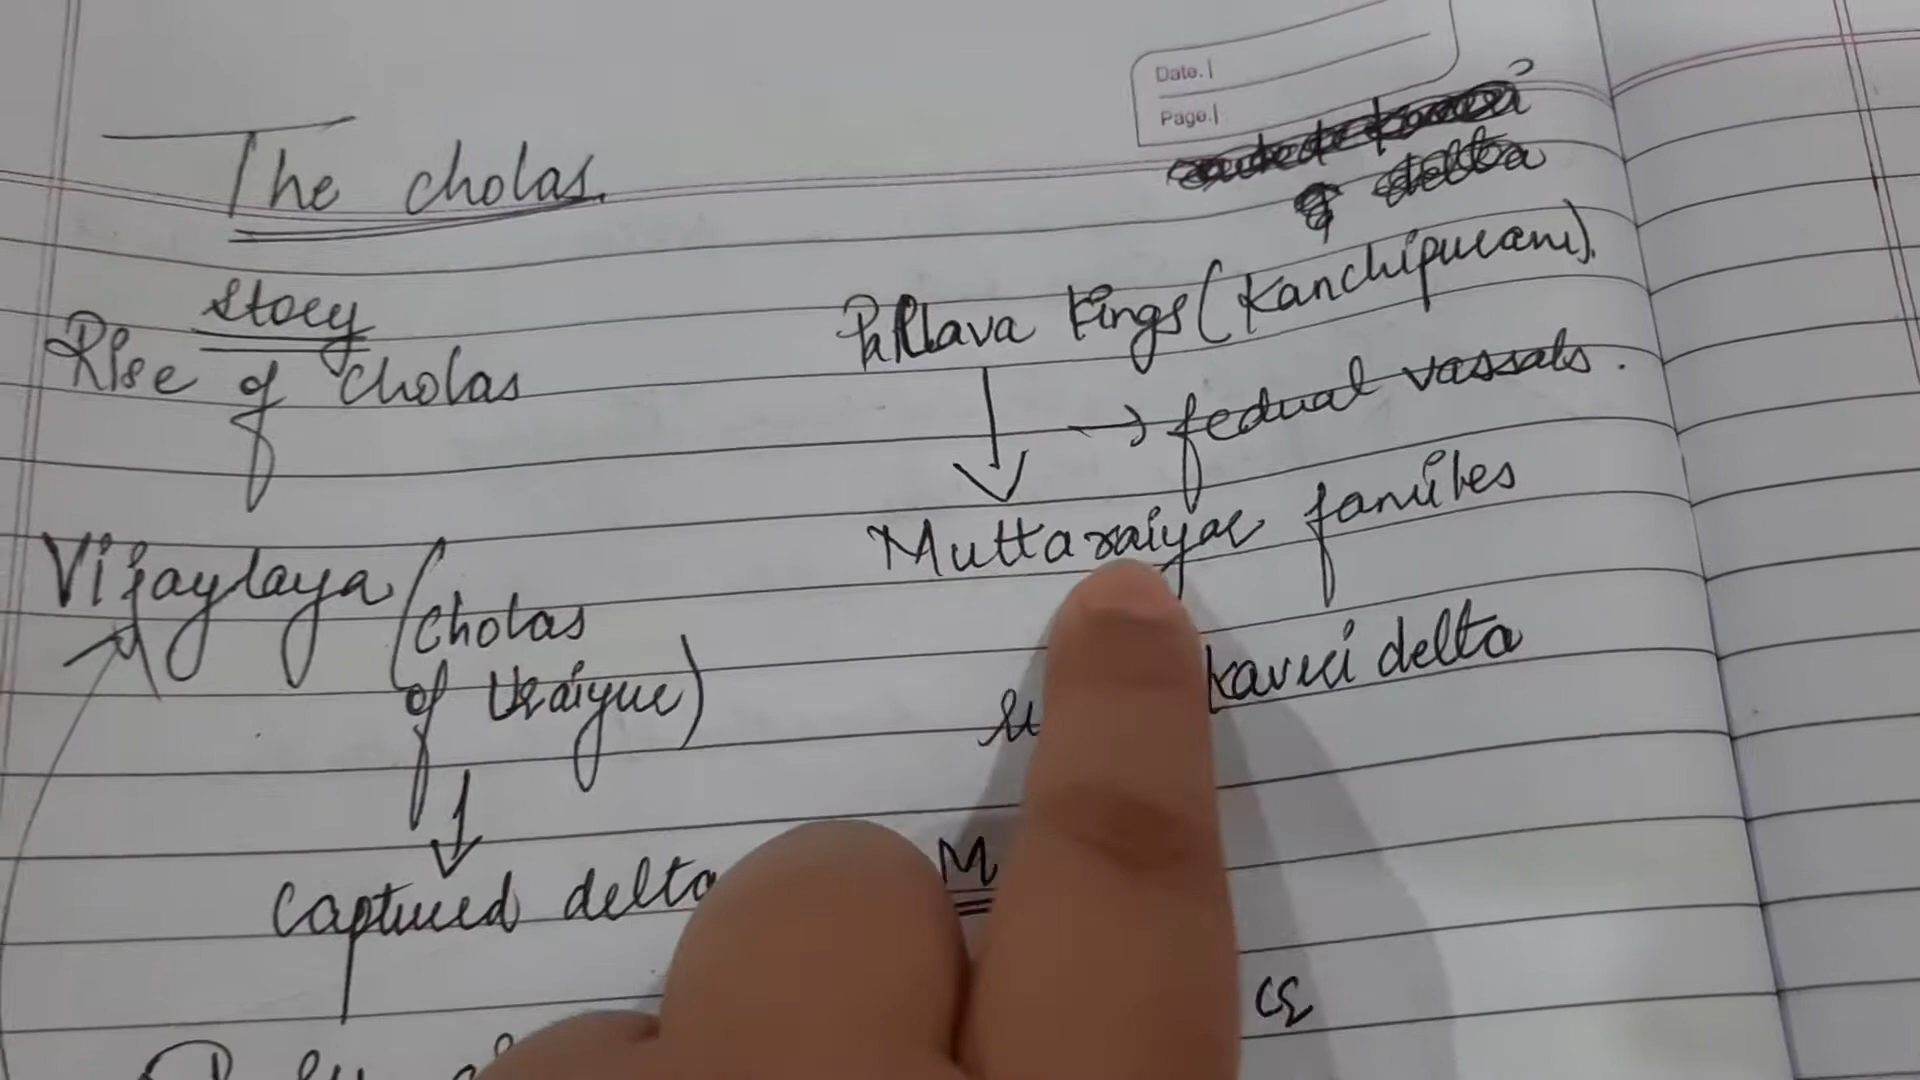 Date.
Page.
The cholas.
delta
story
Rise of Cholas
Pallava kings (Kanchipuram).
→ fedual vassals.
Muttaraiyar families
kaveri delta
Vijaylaya (Cholas
of Uraiyur)
Captured delta
M